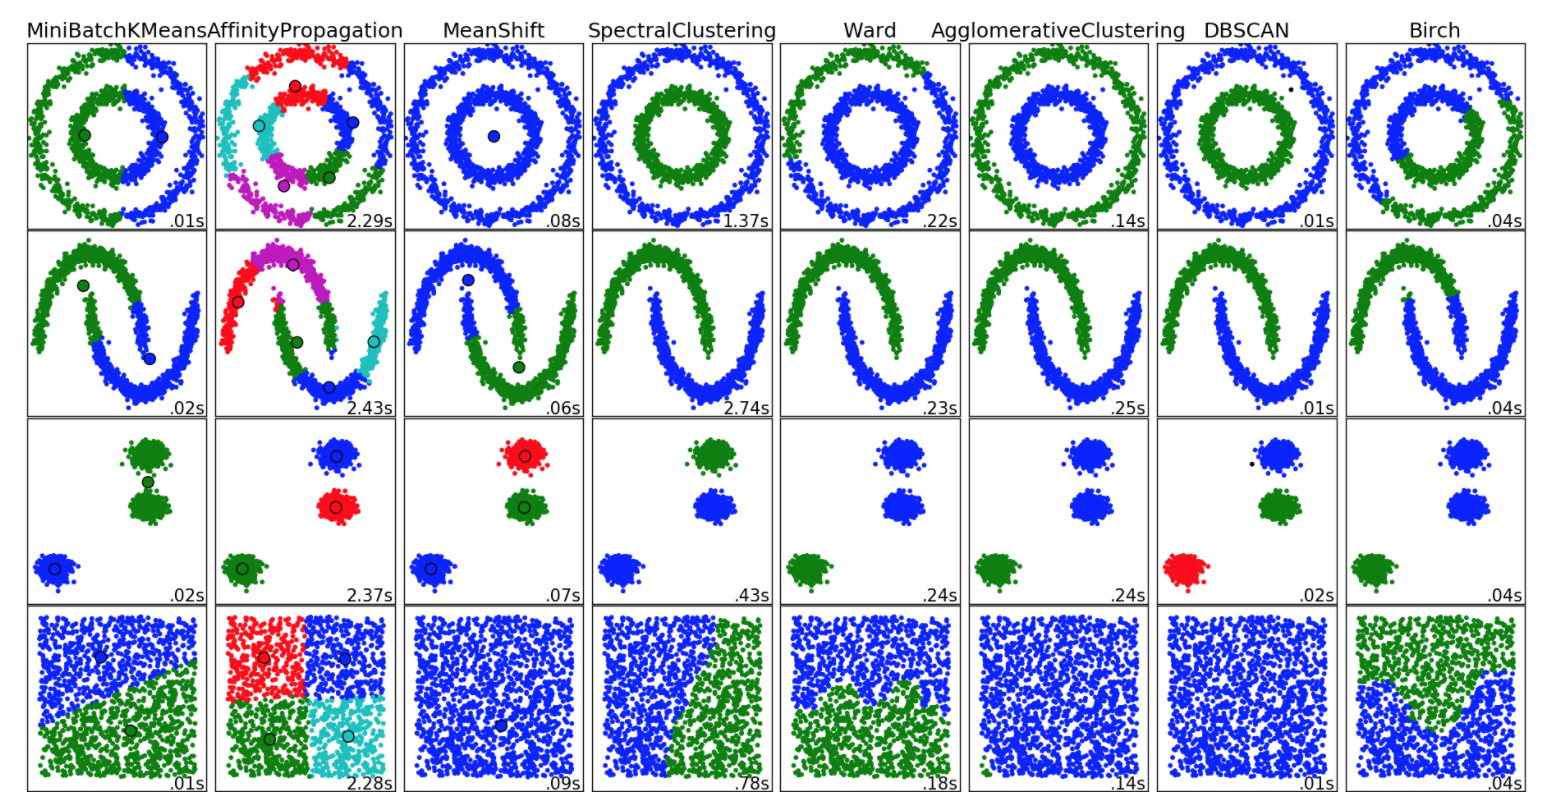 MiniBatchKMeans AffinityPropagation MeanShift SpectralClustering Ward AgglomerativeClustering DBSCAN Birch
.01s 2.29s .08s 1.37s .22s .14s .01s .04s
.02s 2.43s .06s 2.74s .23s .25s .01s .04s
.02s 2.37s .07s .43s .24s .24s .02s .04s
.01s 2.28s .09s .78s .18s .14s .01s .04s